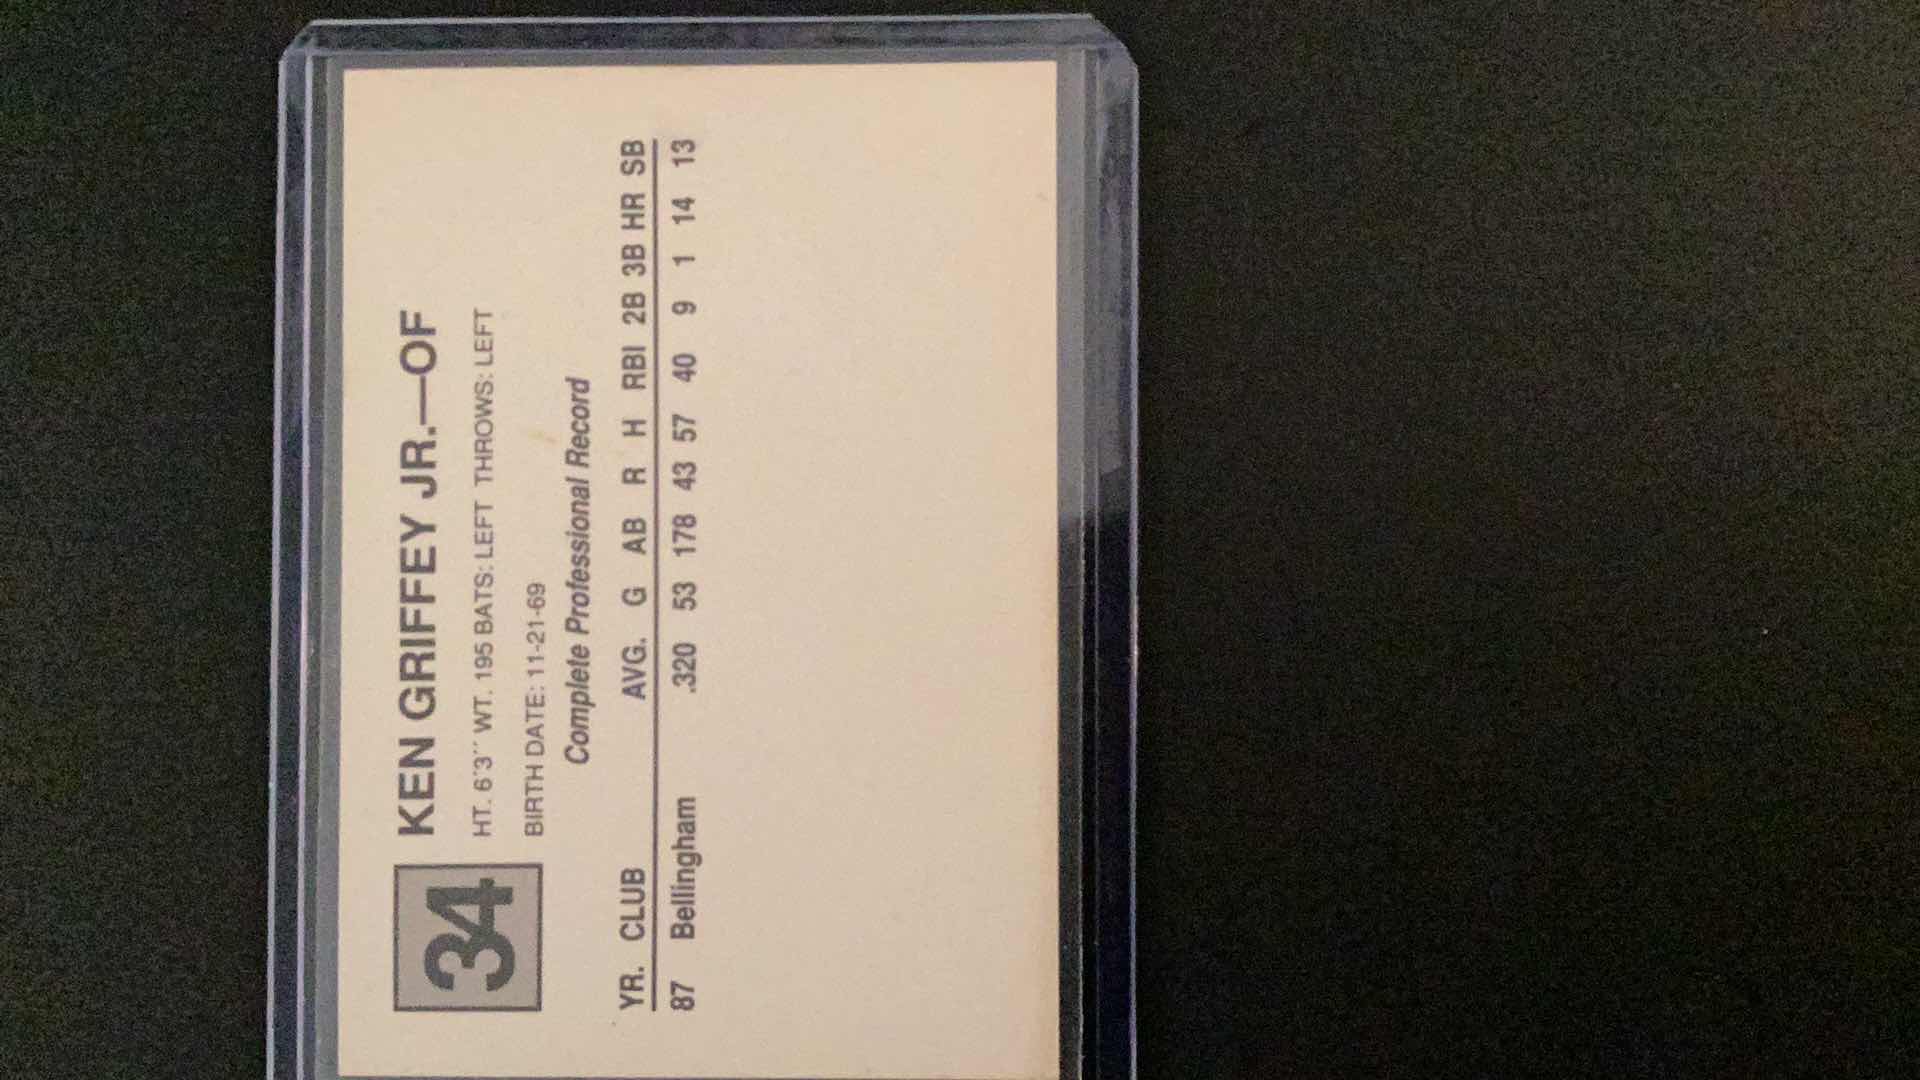 34
KEN GRIFFEY JR.—OF
HT. 6'3" WT. 195 BATS: LEFT THROWS: LEFT
BIRTH DATE: 11-21-69
Complete Professional Record
YR. CLUB AVG. G AB R H RBI 2B 3B HR SB
87 Bellingham .320 53 178 43 57 40 9 1 14 13